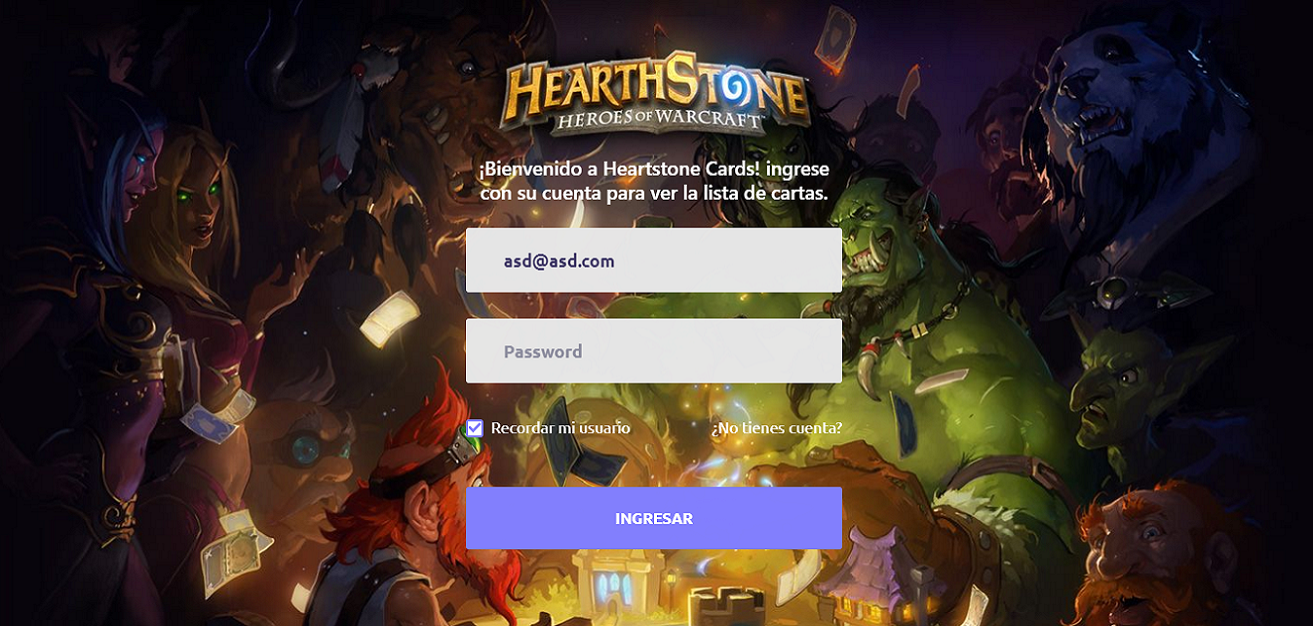 HEARTHSTONE
HEROES OF WARCRAFT
¡Bienvenido a Heartstone Cards! ingrese
con su cuenta para ver la lista de cartas.
asd@asd.com
Password
Recordar mi usuario ¿No tienes cuenta?
INGRESAR